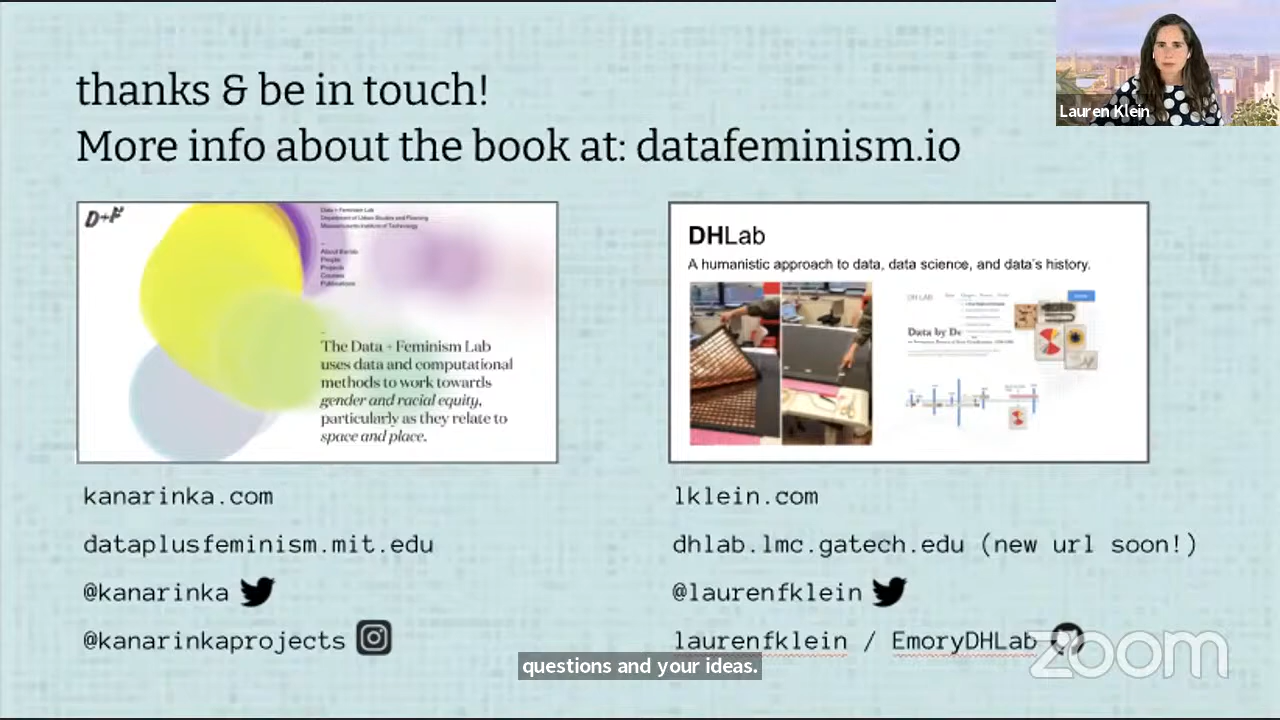 thanks & be in touch!
More info about the book at: datafeminism.io
Lauren Klein
D+F
Data + Feminism Lab
Department of Urban Studies and Planning
Massachusetts Institute of Technology
About the lab
People
Projects
Courses
Publications
The Data + Feminism Lab
uses data and computational
methods to work towards
gender and racial equity,
particularly as they relate to
space and place.
DHLab
A humanistic approach to data, data science, and data's history.
DH LAB
Data by De
kanarinka.com
dataplusfeminism.mit.edu
@kanarinka
@kanarinkaprojects
lklein.com
dhlab.lmc.gatech.edu (new url soon!)
@laurenfklein
laurenfklein / EmoryDHLab
questions and your ideas.
zoom